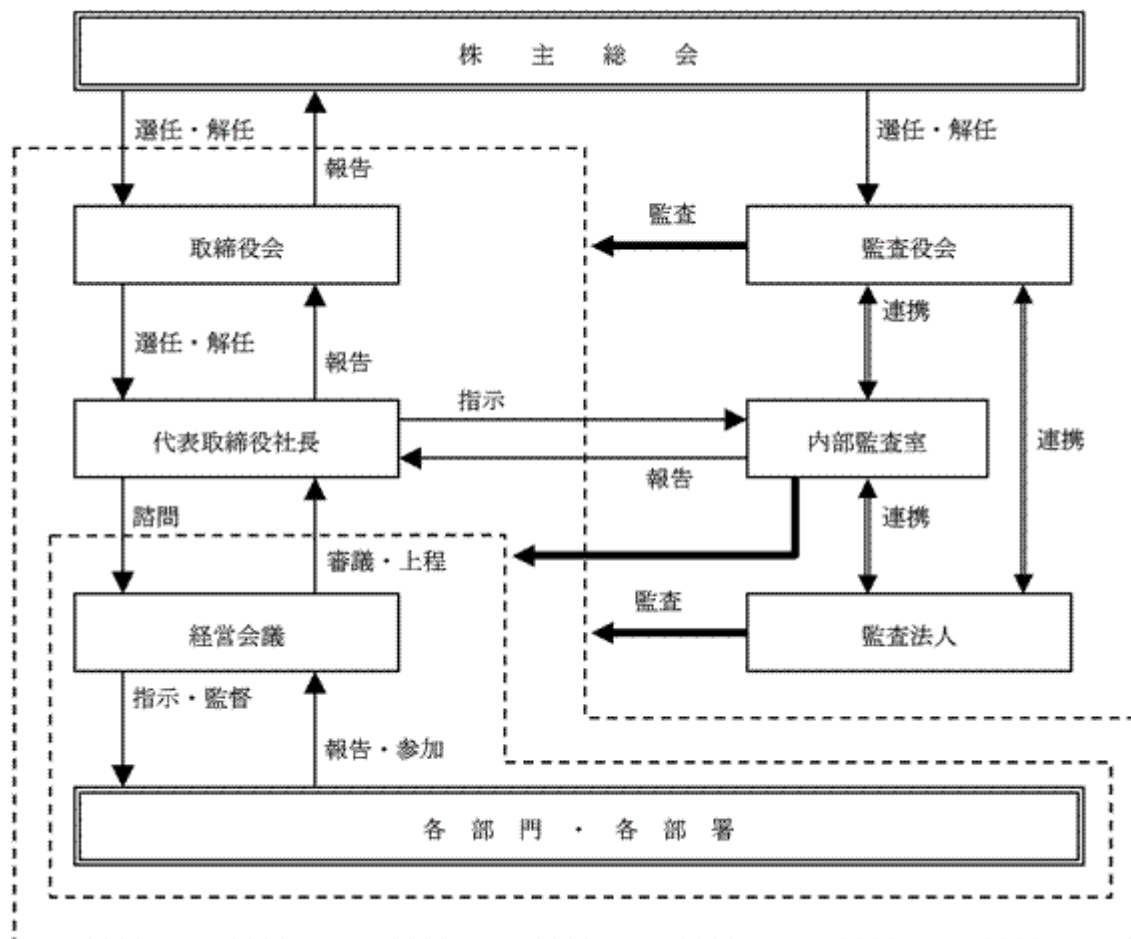 株主総会
選任・解任
選任・解任
報告
監査
取締役会
監査役会
連携
選任・解任
報告
指示
代表取締役社長
内部監査室
連携
報告
諮問
連携
審議・上程
監査
経営会議
監査法人
指示・監督
報告・参加
各部門・各部署